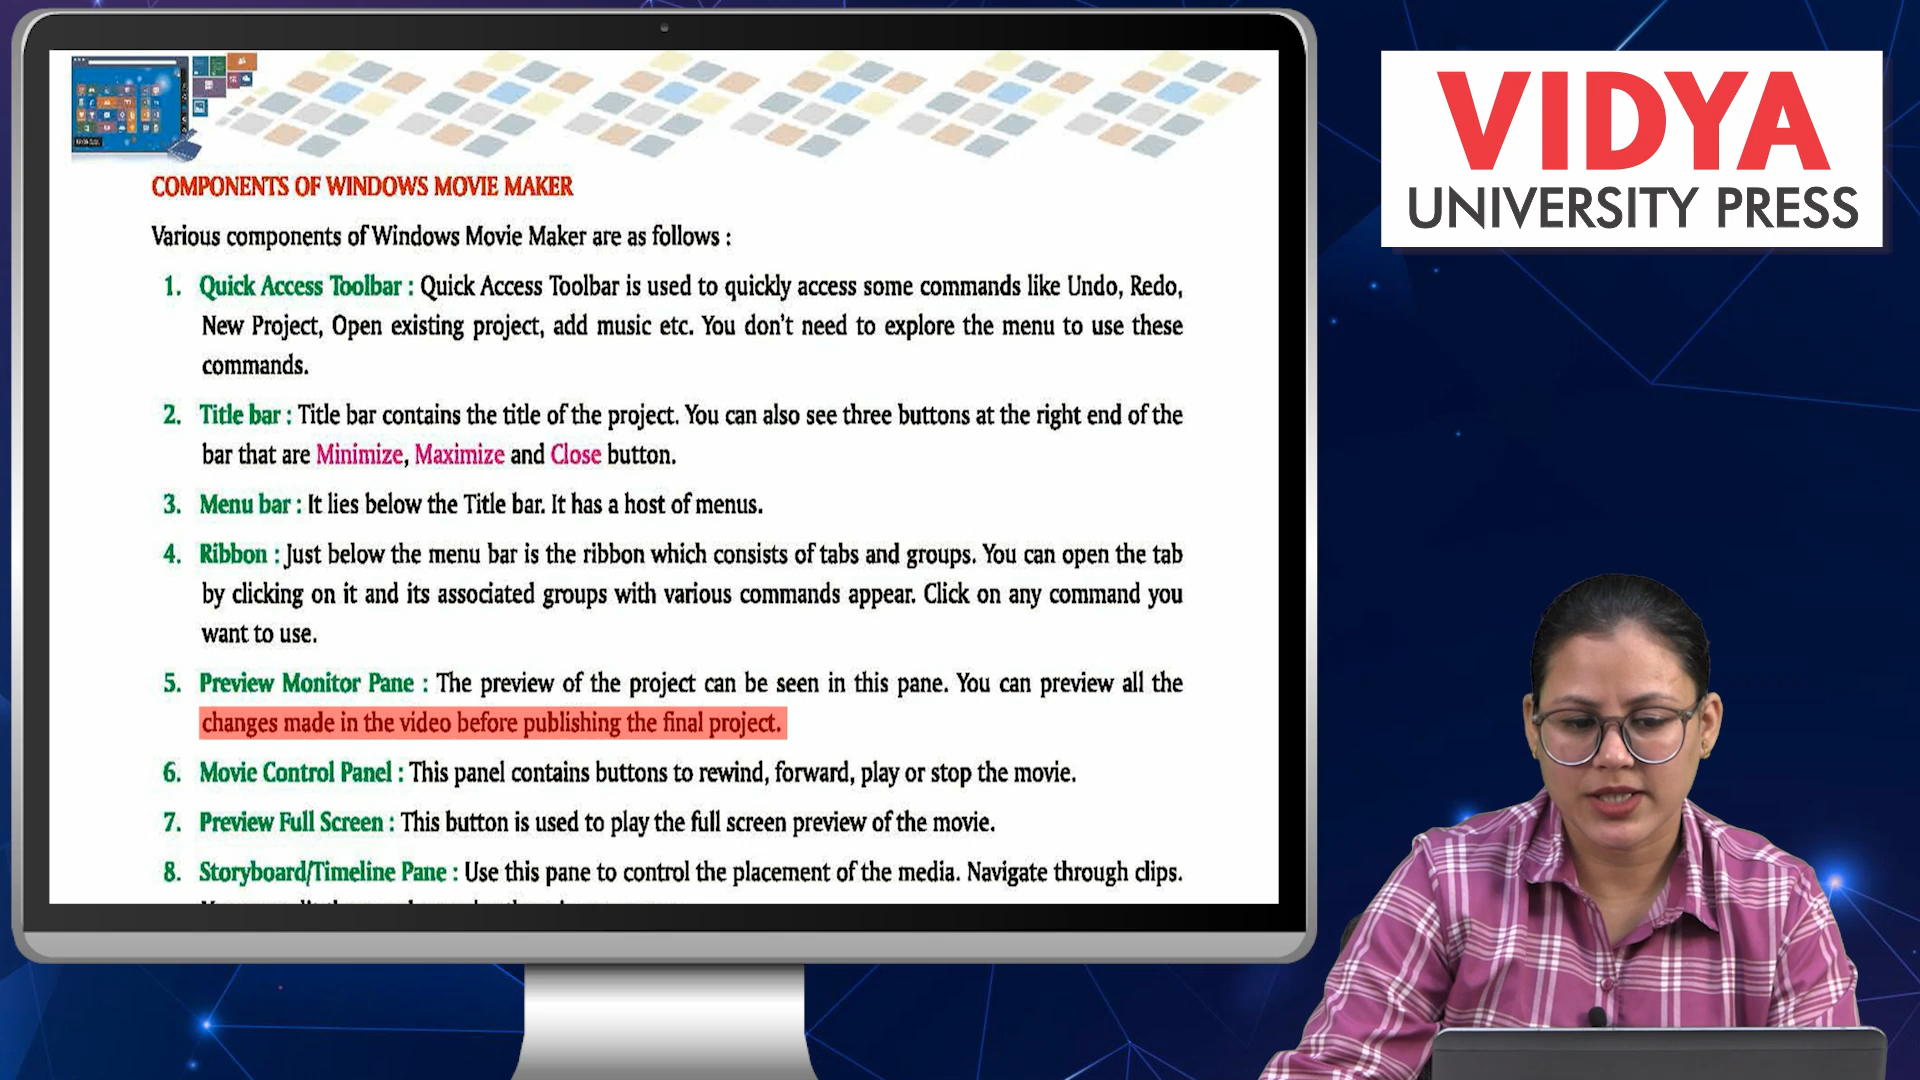 COMPONENTS OF WINDOWS MOVIE MAKER
Various components of Windows Movie Maker are as follows :
1. Quick Access Toolbar : Quick Access Toolbar is used to quickly access some commands like Undo, Redo,
New Project, Open existing project, add music etc. You don't need to explore the menu to use these
commands.
2. Title bar : Title bar contains the title of the project. You can also see three buttons at the right end of the
bar that are Minimize, Maximize and Close button.
3. Menu bar : It lies below the Title bar. It has a host of menus.
4. Ribbon : Just below the menu bar is the ribbon which consists of tabs and groups. You can open the tab
by clicking on it and its associated groups with various commands appear. Click on any command you
want to use.
5. Preview Monitor Pane : The preview of the project can be seen in this pane. You can preview all the
changes made in the video before publishing the final project.
6. Movie Control Panel : This panel contains buttons to rewind, forward, play or stop the movie.
7. Preview Full Screen : This button is used to play the full screen preview of the movie.
8. Storyboard/Timeline Pane : Use this pane to control the placement of the media. Navigate through clips.
VIDYA
UNIVERSITY PRESS